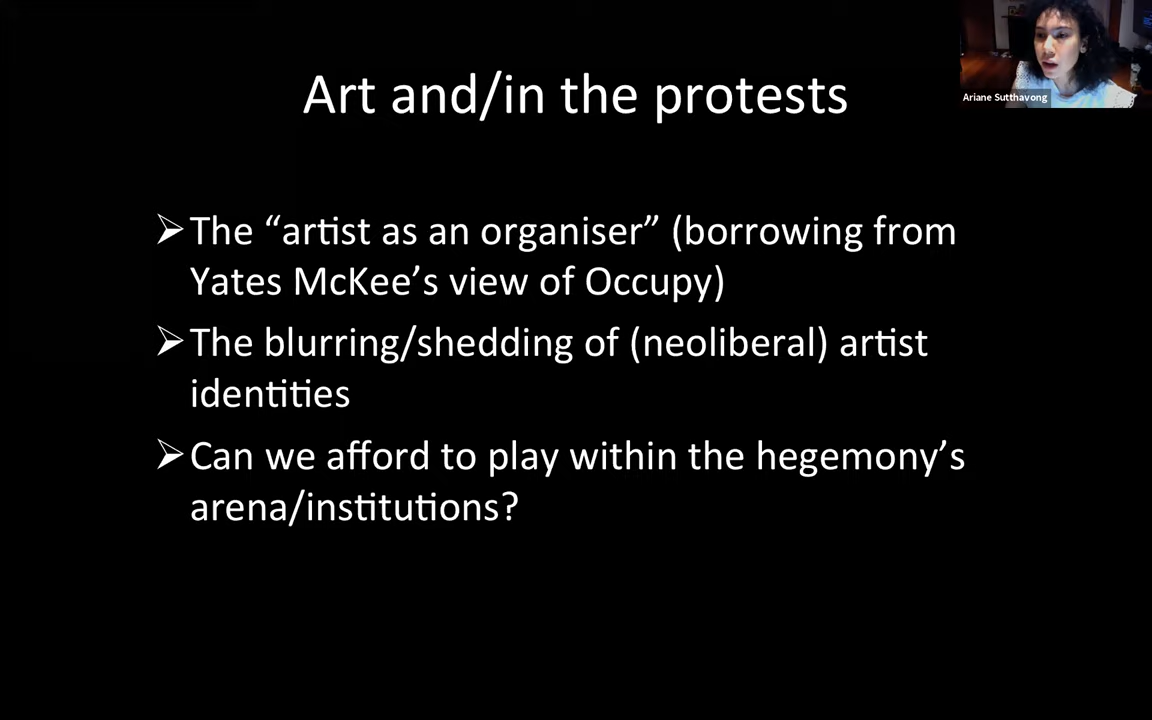 Art and/in the protests
Ariane Sutthavong
➢The “artist as an organiser” (borrowing from
Yates McKee’s view of Occupy)
➢The blurring/shedding of (neoliberal) artist
identities
➢Can we afford to play within the hegemony’s
arena/institutions?